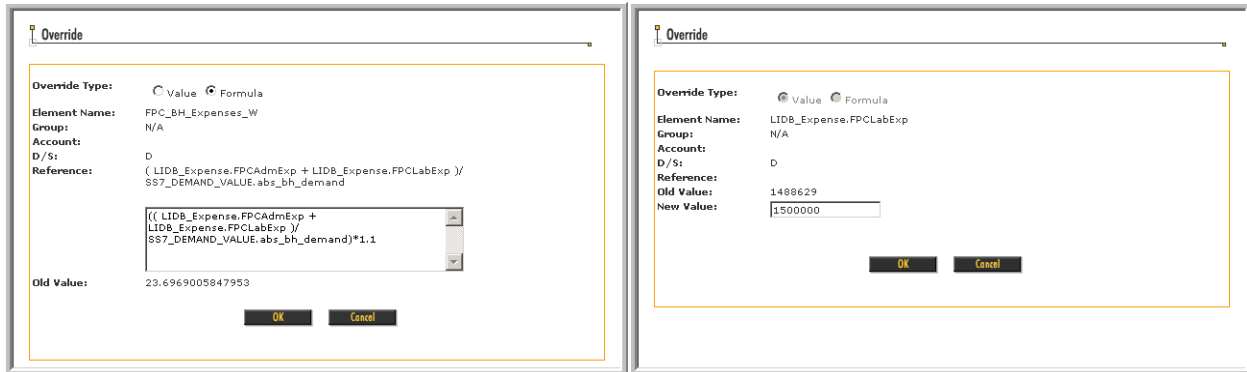 Override
Override Type: Value Formula
Element Name: FPC_BH_Expenses_W
Group: N/A
Account:
D/S: D
Reference: ( LIDB_Expense.FPCAdmExp + LIDB_Expense.FPCLabExp )/
SS7_DEMAND_VALUE.abs_bh_demand
(( LIDB_Expense.FPCAdmExp +
LIDB_Expense.FPCLabExp )/
SS7_DEMAND_VALUE.abs_bh_demand)*1.1
Old Value: 23.6969005847953
OK Cancel
Override
Override Type: Value Formula
Element Name: LIDB_Expense.FPCLabExp
Group: N/A
Account:
D/S: D
Reference:
Old Value: 1488629
New Value: 1500000
OK Cancel